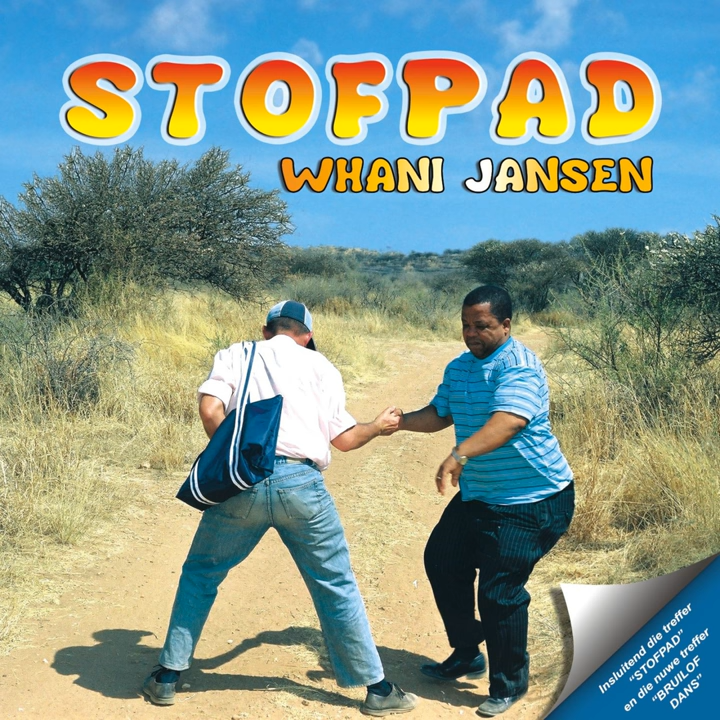 STOFPAD
WHANI JANSEN
Insluitend die treffer
"STOFPAD"
en die nuwe treffer
"BRUILOF
DANS"